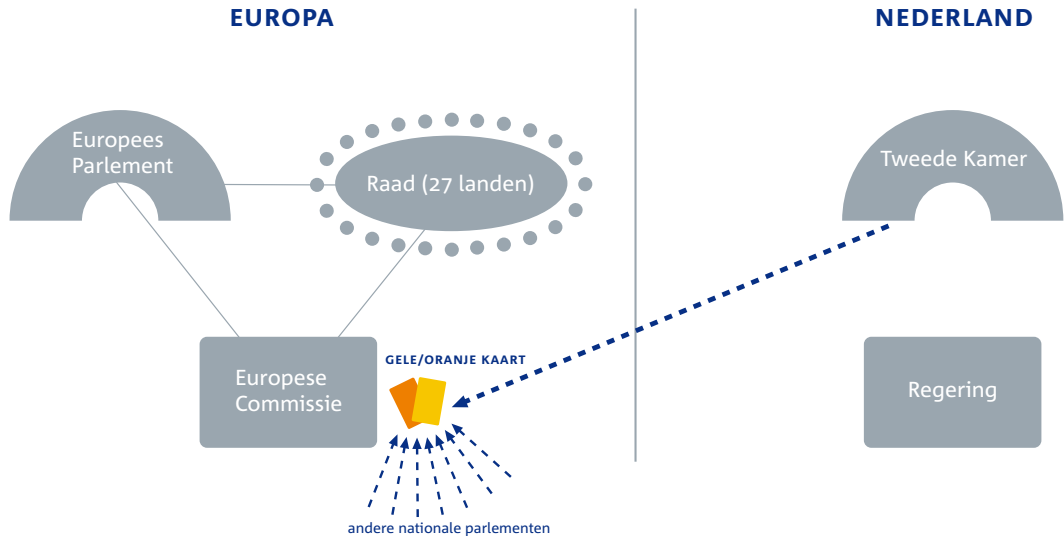 EUROPA
NEDERLAND
Europees
Parlement
Raad (27 landen)
Tweede Kamer
GELE/ORANJE KAART
Europese
Commissie
Regering
andere nationale parlementen